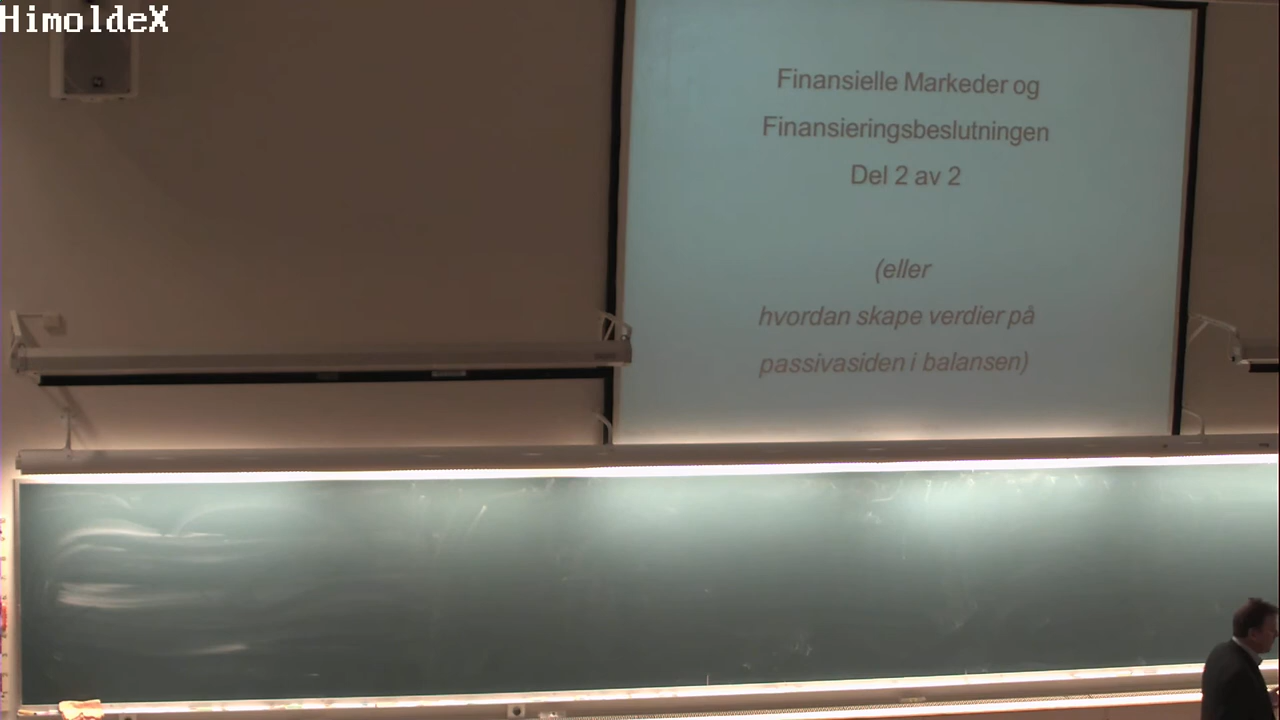 HimoldeX
Finansielle Markeder og
Finansieringsbeslutningen
Del 2 av 2
(eller
hvordan skape verdier på
passivasiden i balansen)